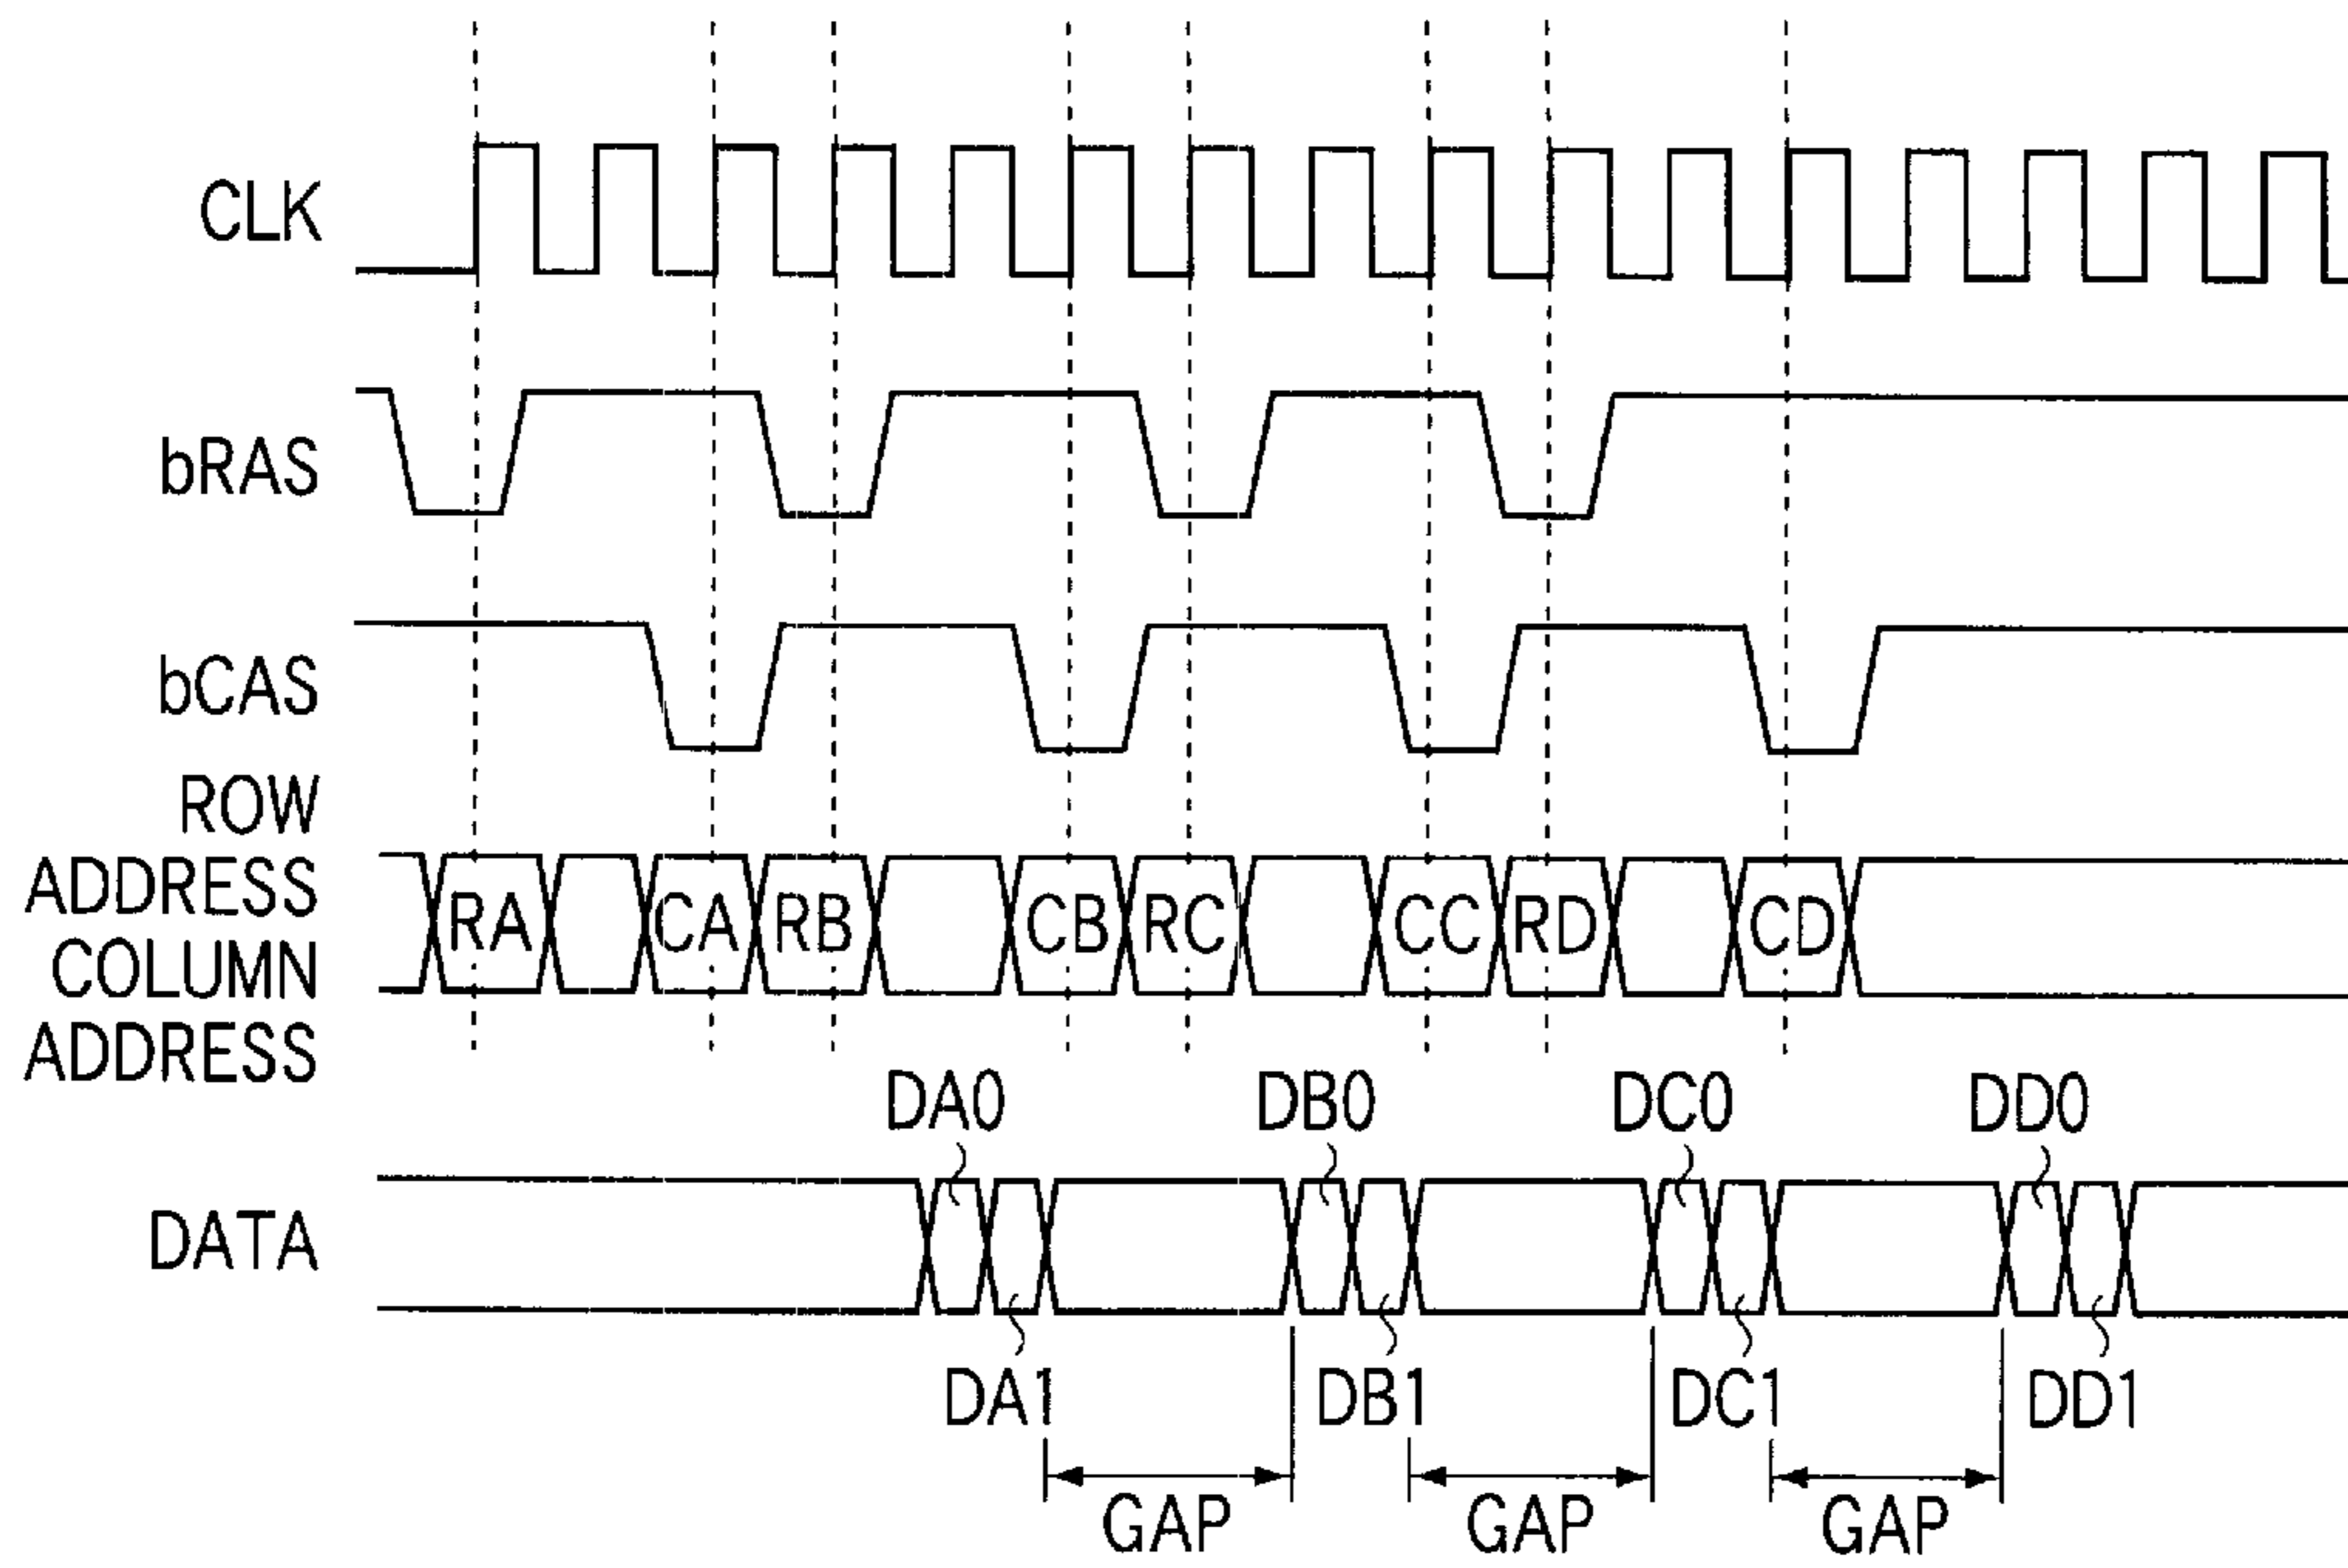 CLK
bRAS
bCAS
ROW
ADDRESS
COLUMN
ADDRESS
RA CA RB CB RC CC RD CD
DA0 DB0 DC0 DD0
DATA
DA1 DB1 DC1 DD1
GAP GAP GAP